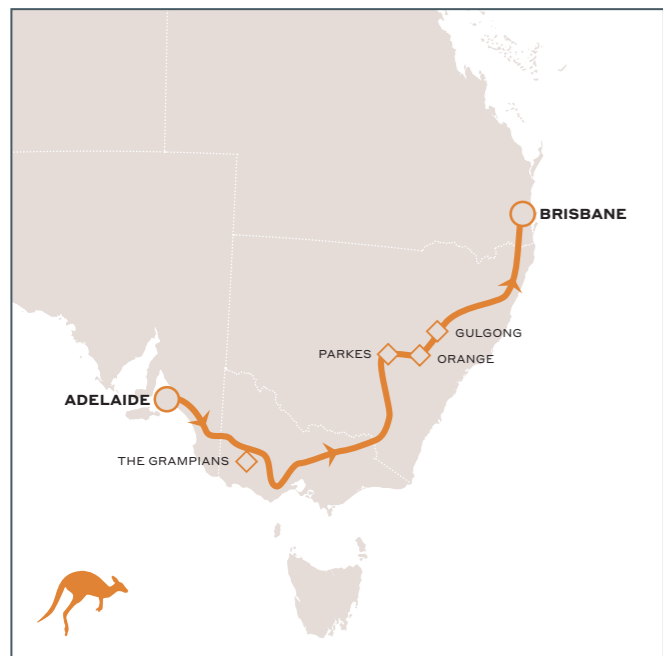 BRISBANE
GULGONG
PARKES
ORANGE
ADELAIDE
THE GRAMPIANS